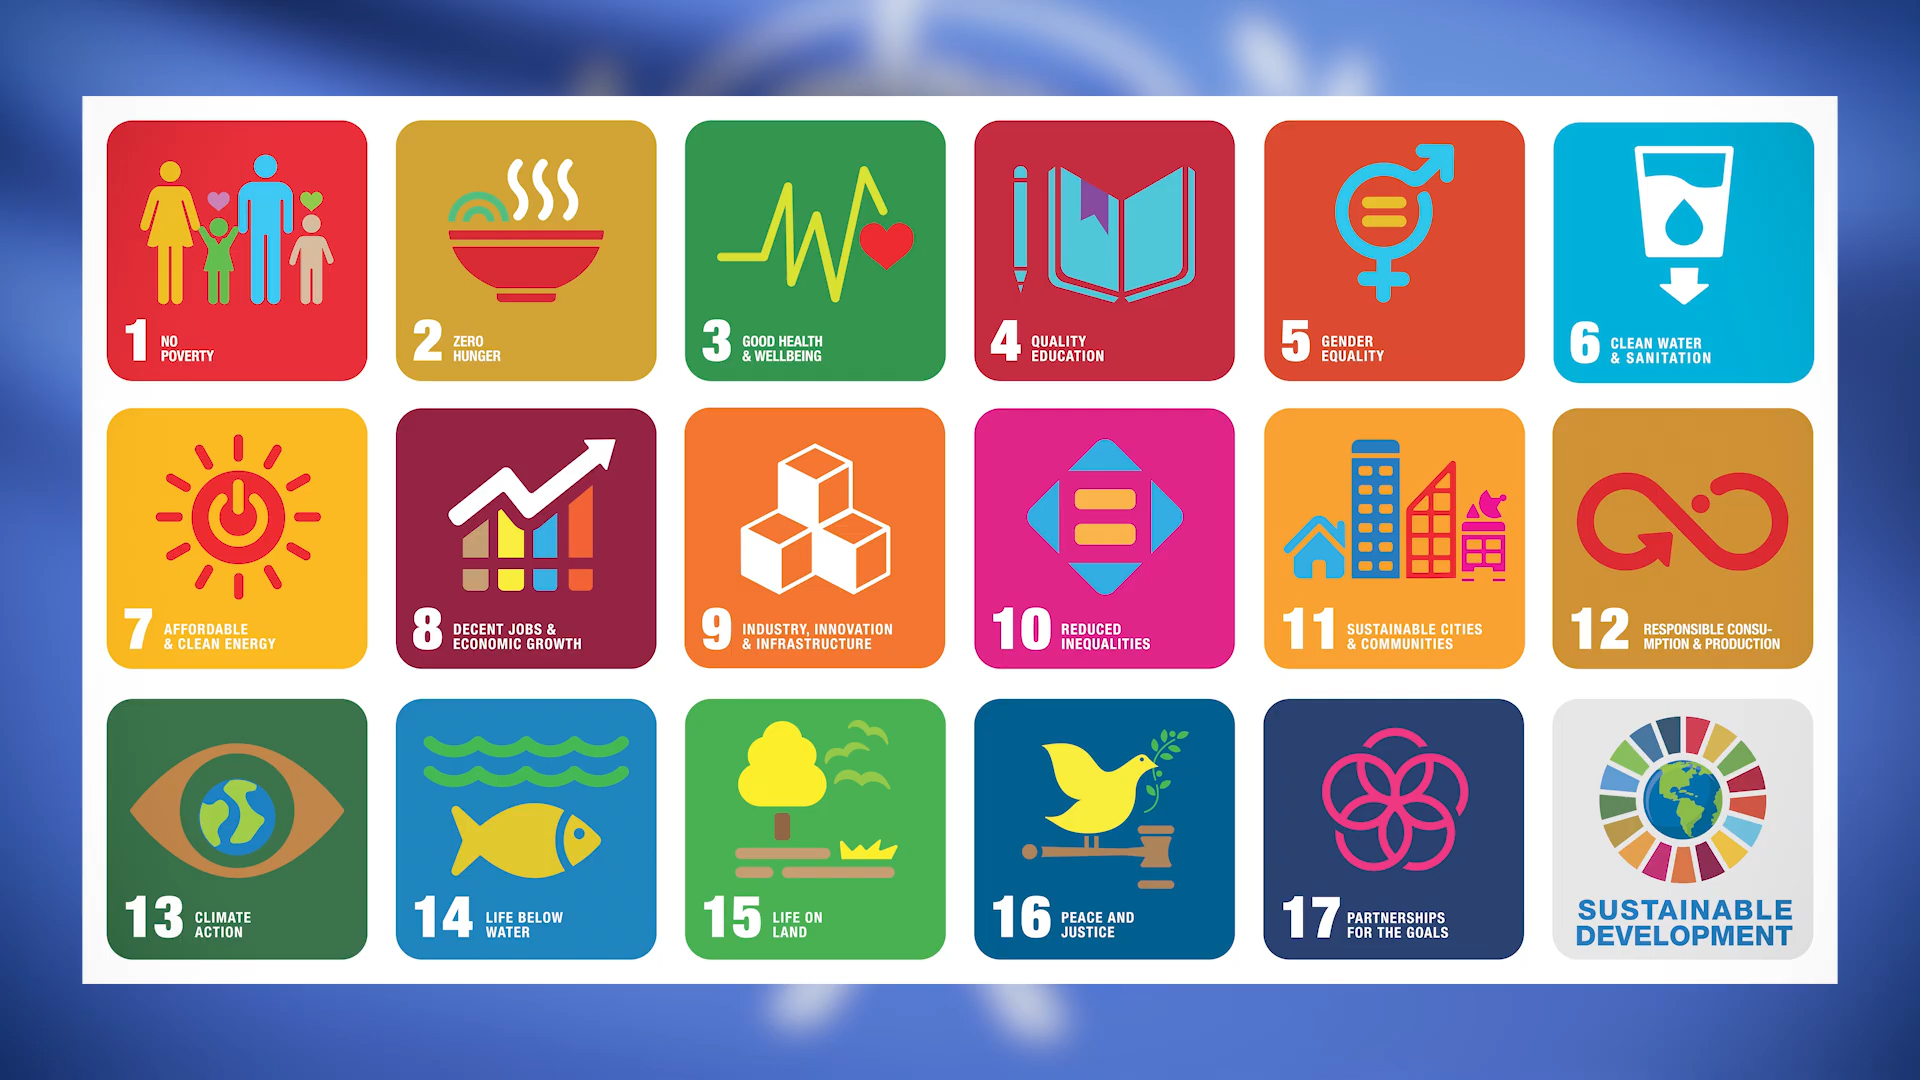 1 NO
POVERTY
2 ZERO
HUNGER
3 GOOD HEALTH
& WELLBEING
4 QUALITY
EDUCATION
5 GENDER
EQUALITY
6 CLEAN WATER
& SANITATION
7 AFFORDABLE
& CLEAN ENERGY
8 DECENT JOBS &
ECONOMIC GROWTH
9 INDUSTRY, INNOVATION
& INFRASTRUCTURE
10 REDUCED
INEQUALITIES
11 SUSTAINABLE CITIES
& COMMUNITIES
12 RESPONSIBLE CONSU-
MPTION & PRODUCTION
13 CLIMATE
ACTION
14 LIFE BELOW
WATER
15 LIFE ON
LAND
16 PEACE AND
JUSTICE
17 PARTNERSHIPS
FOR THE GOALS
SUSTAINABLE
DEVELOPMENT